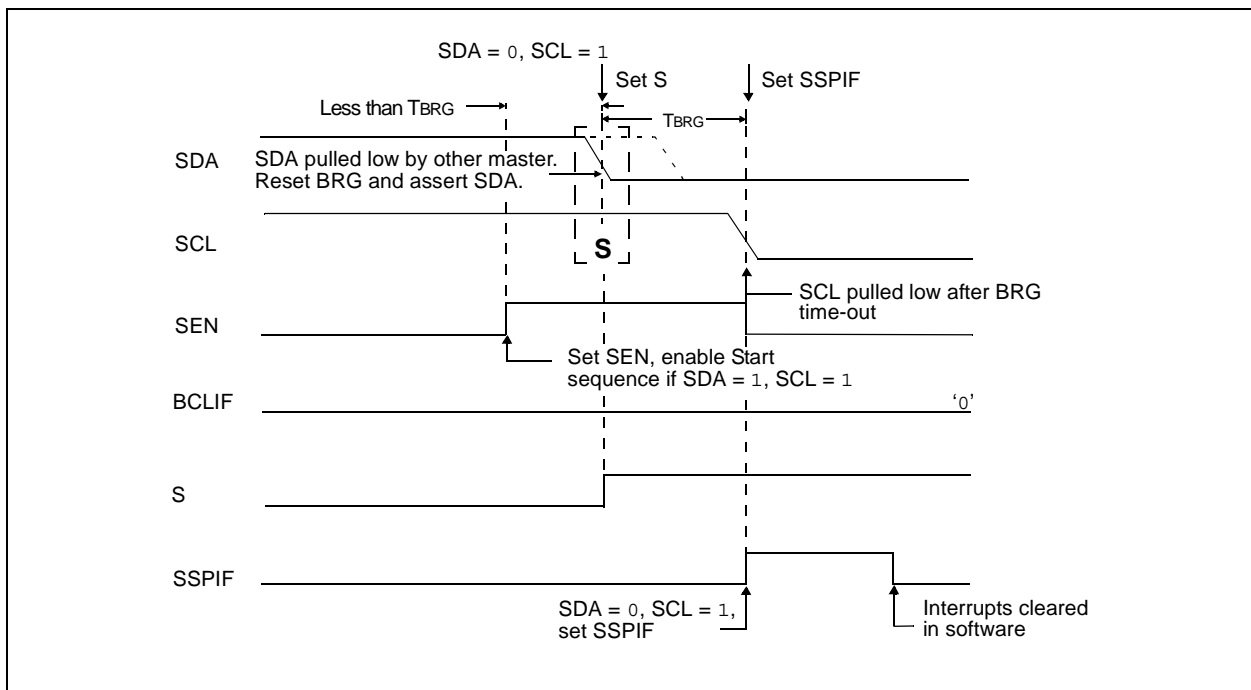 SDA = 0, SCL = 1
Set S
Set SSPIF
Less than TBRG
TBRG
SDA
SDA pulled low by other master.
Reset BRG and assert SDA.
SCL
S
SCL pulled low after BRG
time-out
SEN
Set SEN, enable Start
sequence if SDA = 1, SCL = 1
BCLIF
‘0’
S
SSPIF
SDA = 0, SCL = 1,
set SSPIF
Interrupts cleared
in software